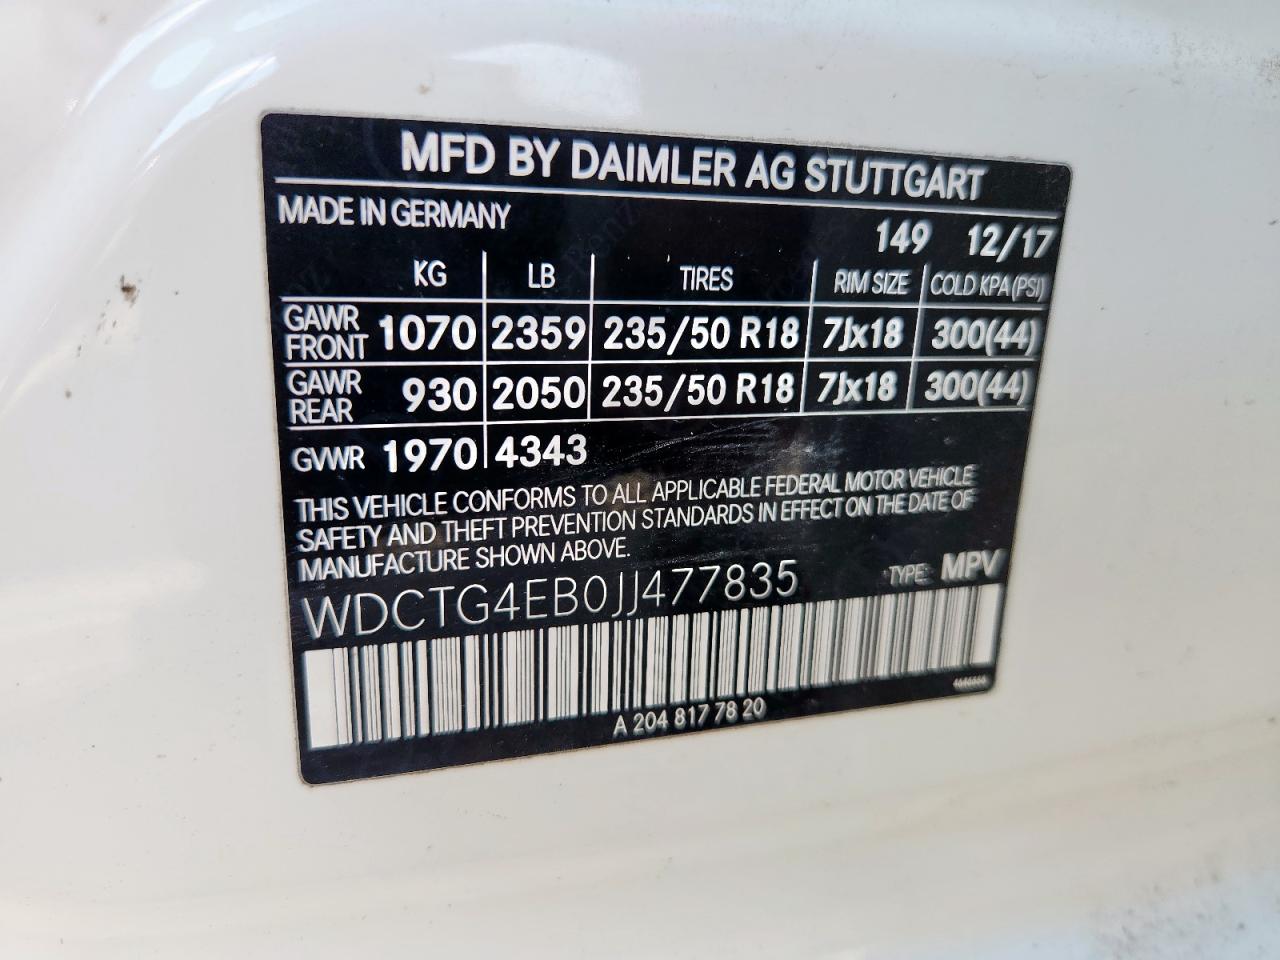 MFD BY DAIMLER AG STUTTGART
MADE IN GERMANY 149 12/17
KG LB TIRES RIM SIZE COLD KPA (PSI)
GAWR FRONT 1070 2359 235/50 R18 7Jx18 300(44)
GAWR REAR 930 2050 235/50 R18 7Jx18 300(44)
GVWR 1970 4343
THIS VEHICLE CONFORMS TO ALL APPLICABLE FEDERAL MOTOR VEHICLE
SAFETY AND THEFT PREVENTION STANDARDS IN EFFECT ON THE DATE OF
MANUFACTURE SHOWN ABOVE.
WDCTG4EB0JJ477835 TYPE: MPV
A 204 817 78 20